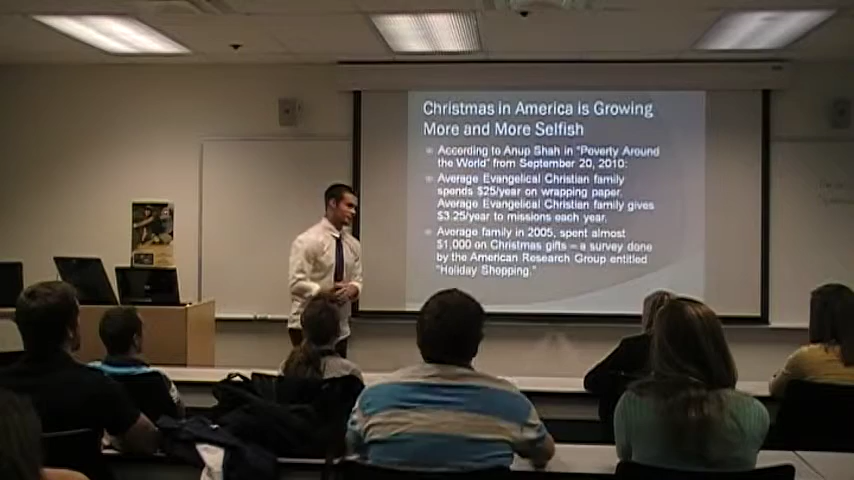 Christmas in America is Growing
More and More Selfish
According to Anup Shah in "Poverty Around
the World" from September 20, 2010:
Average Evangelical Christian family
spends $25/year on wrapping paper.
Average Evangelical Christian family gives
$3.25/year to missions each year.
Average family in 2005, spent almost
$1,000 on Christmas gifts – a survey done
by the American Research Group entitled
"Holiday Shopping."